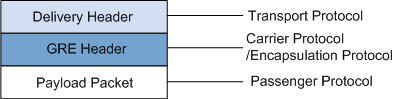 Delivery Header
Transport Protocol
GRE Header
Carrier Protocol
/Encapsulation Protocol
Payload Packet
Passenger Protocol